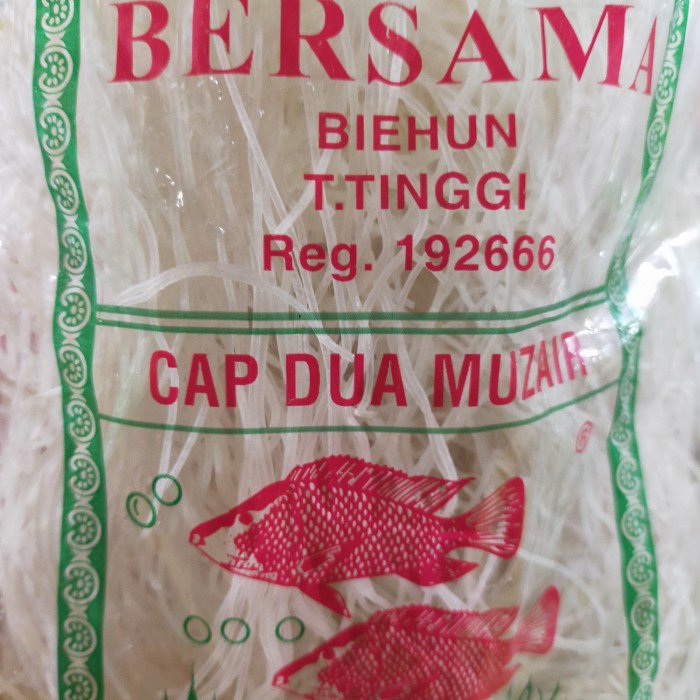 BERSAMA
BIEHUN
T.TINGGI
Reg. 192666
CAP DUA MUZAIR